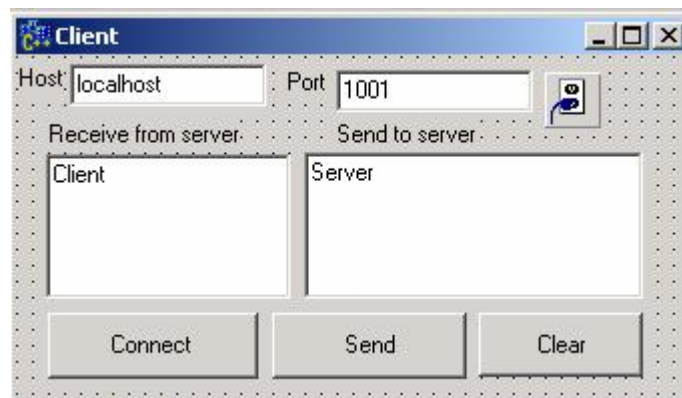 Client
Host: localhost Port 1001
Receive from server Send to server
Client Server
Connect Send Clear